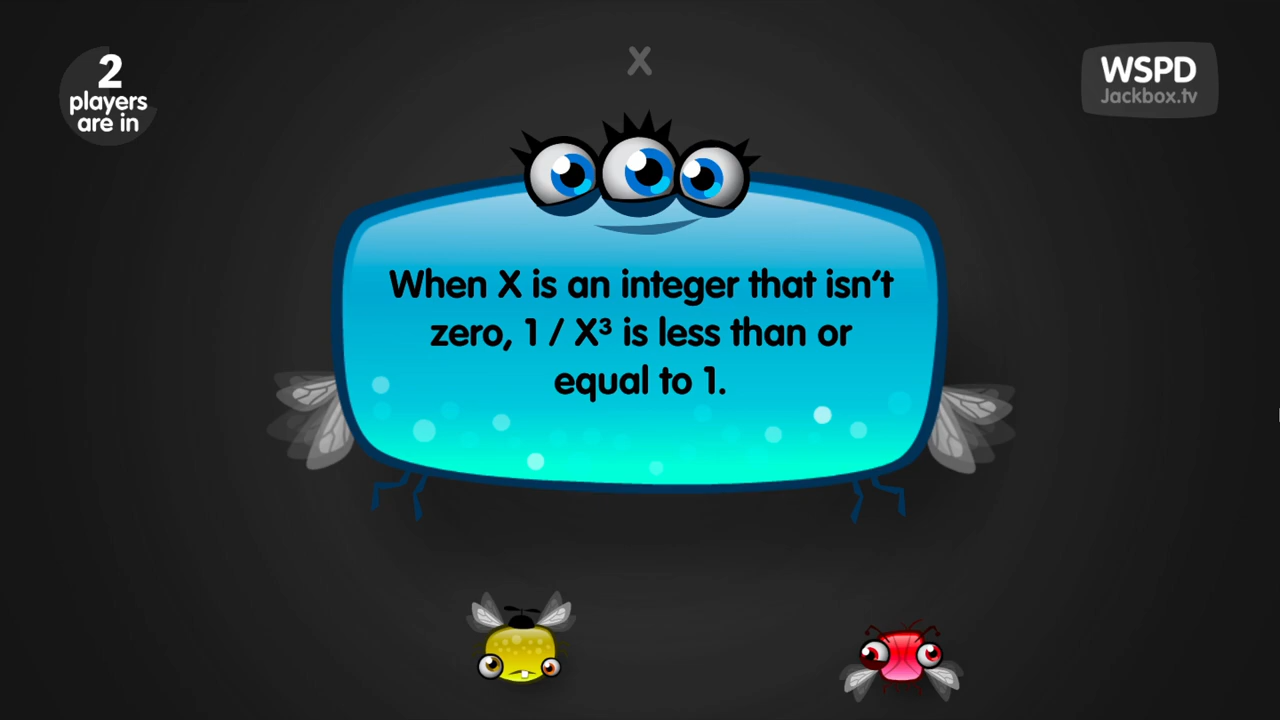 2
players
are in
X
WSPD
Jackbox.tv
When X is an integer that isn't
zero, 1 / X³ is less than or
equal to 1.